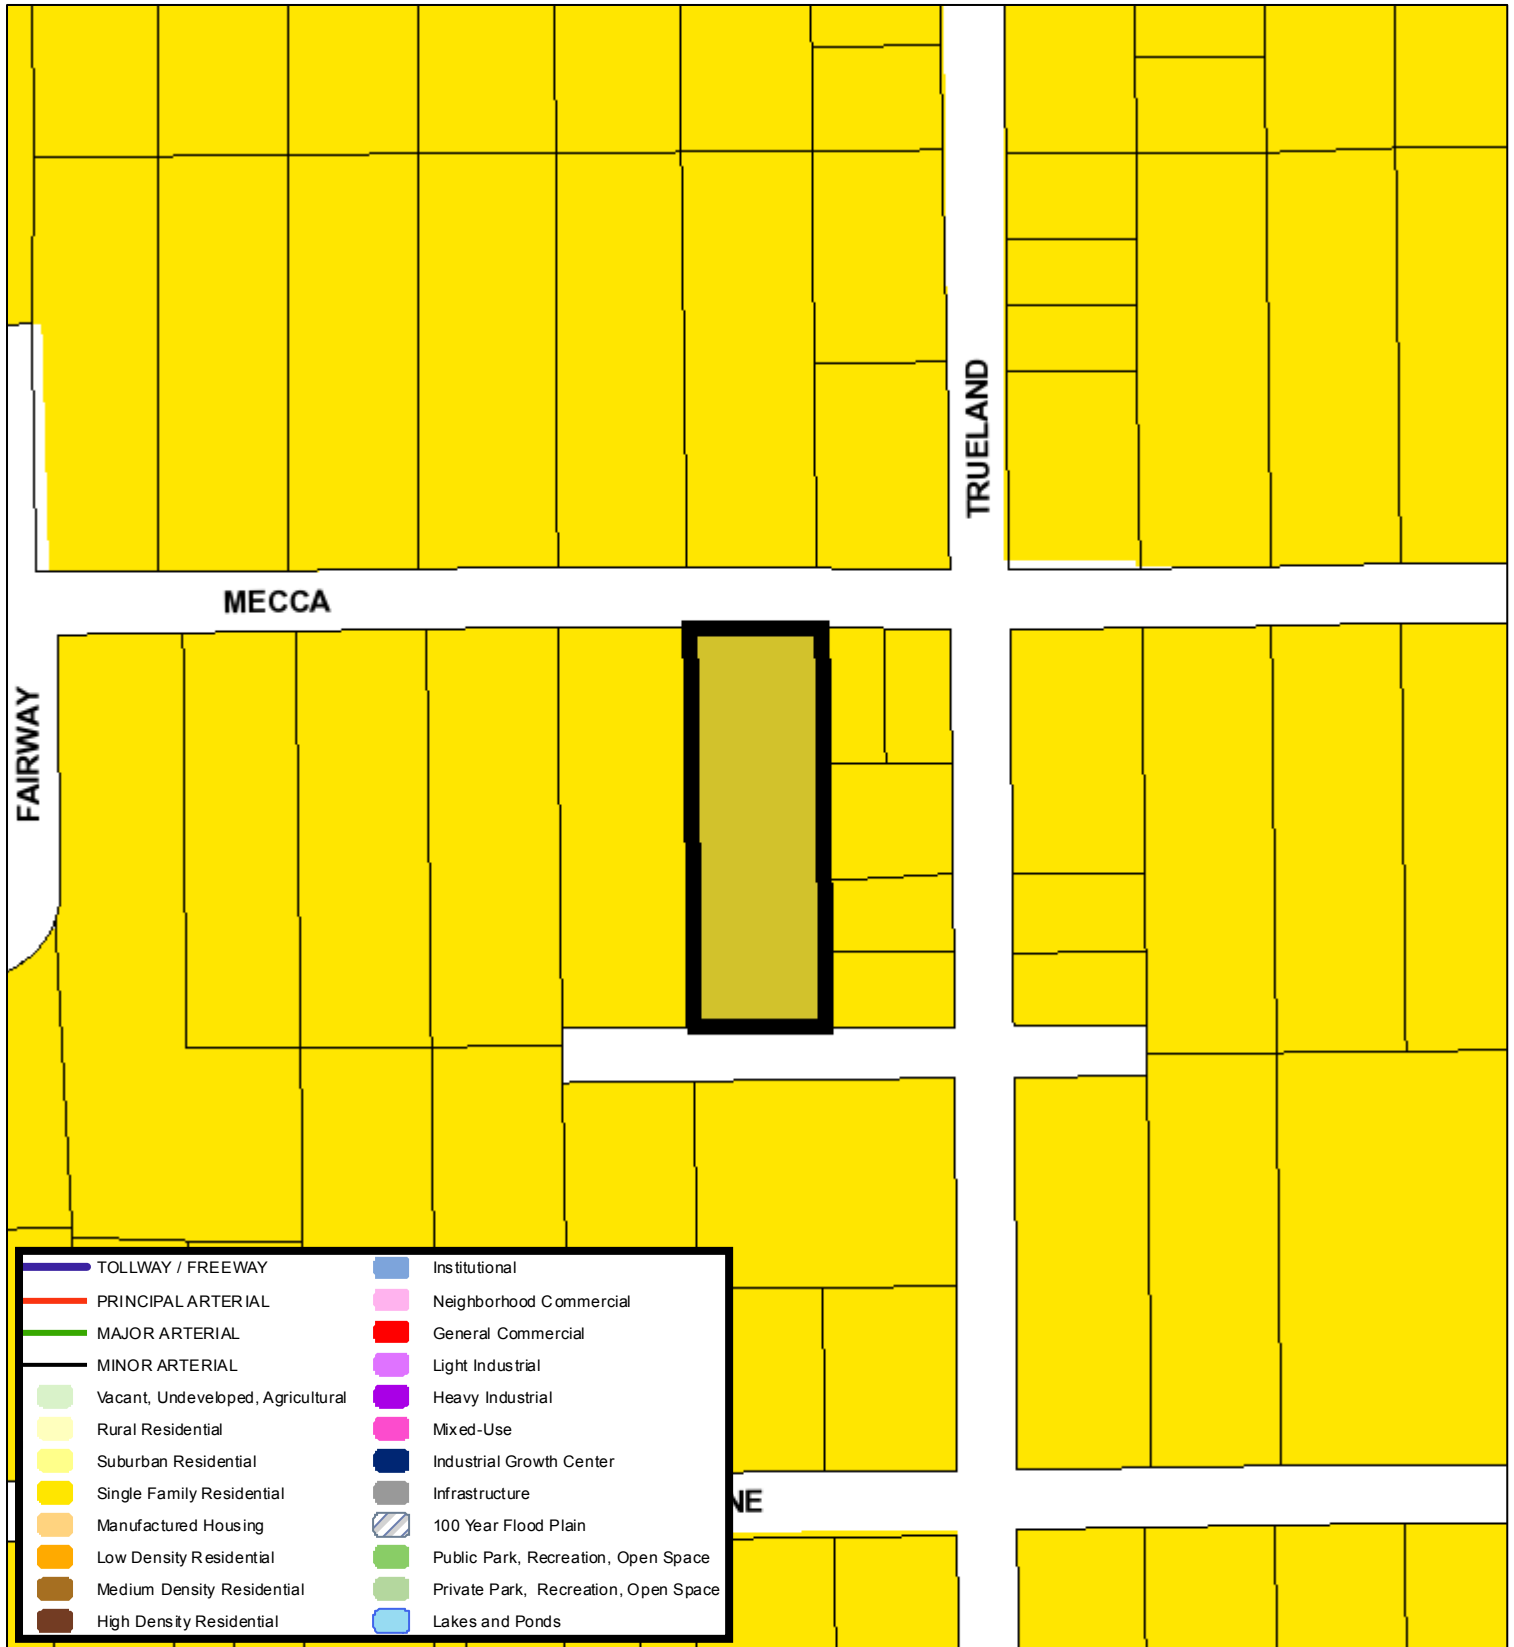 TRUELAND
MECCA
FAIRWAY
TOLLWAY / FREEWAY
PRINCIPAL ARTERIAL
MAJOR ARTERIAL
MINOR ARTERIAL
Vacant, Undeveloped, Agricultural
Rural Residential
Suburban Residential
Single Family Residential
Manufactured Housing
Low Density Residential
Medium Density Residential
High Density Residential
Institutional
Neighborhood Commercial
General Commercial
Light Industrial
Heavy Industrial
Mixed-Use
Industrial Growth Center
Infrastructure
100 Year Flood Plain
Public Park, Recreation, Open Space
Private Park, Recreation, Open Space
Lakes and Ponds